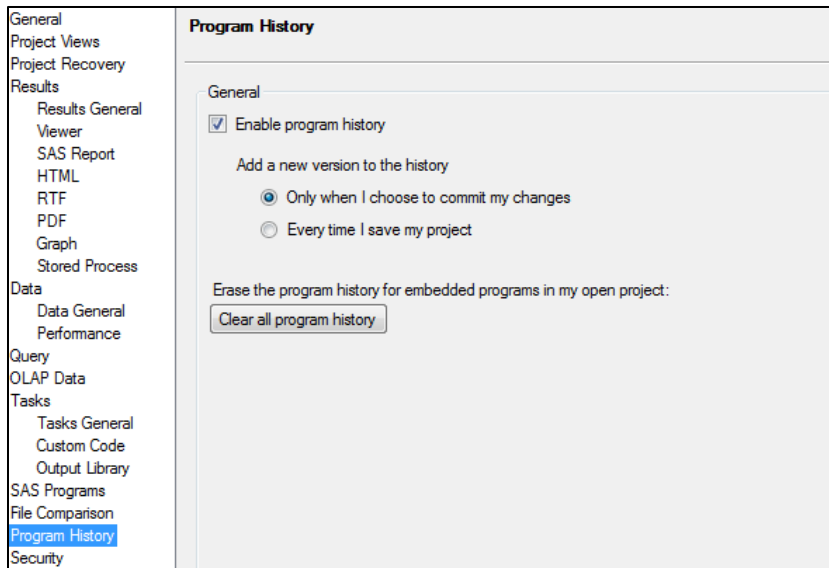 General
Project Views
Project Recovery
Results
Results General
Viewer
SAS Report
HTML
RTF
PDF
Graph
Stored Process
Data
Data General
Performance
Query
OLAP Data
Tasks
Tasks General
Custom Code
Output Library
SAS Programs
File Comparison
Program History
Security
Program History
General
Enable program history
Add a new version to the history
Only when I choose to commit my changes
Every time I save my project
Erase the program history for embedded programs in my open project:
Clear all program history